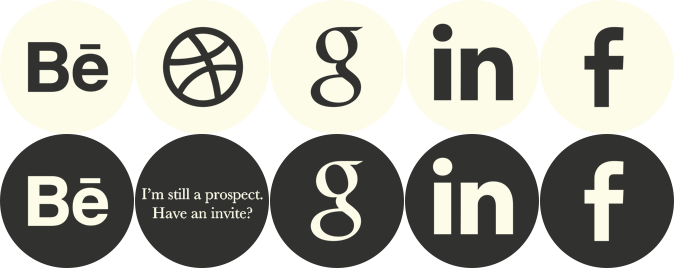 Bē
g
in
f
Bē
I'm still a prospect.
Have an invite?
g
in
f